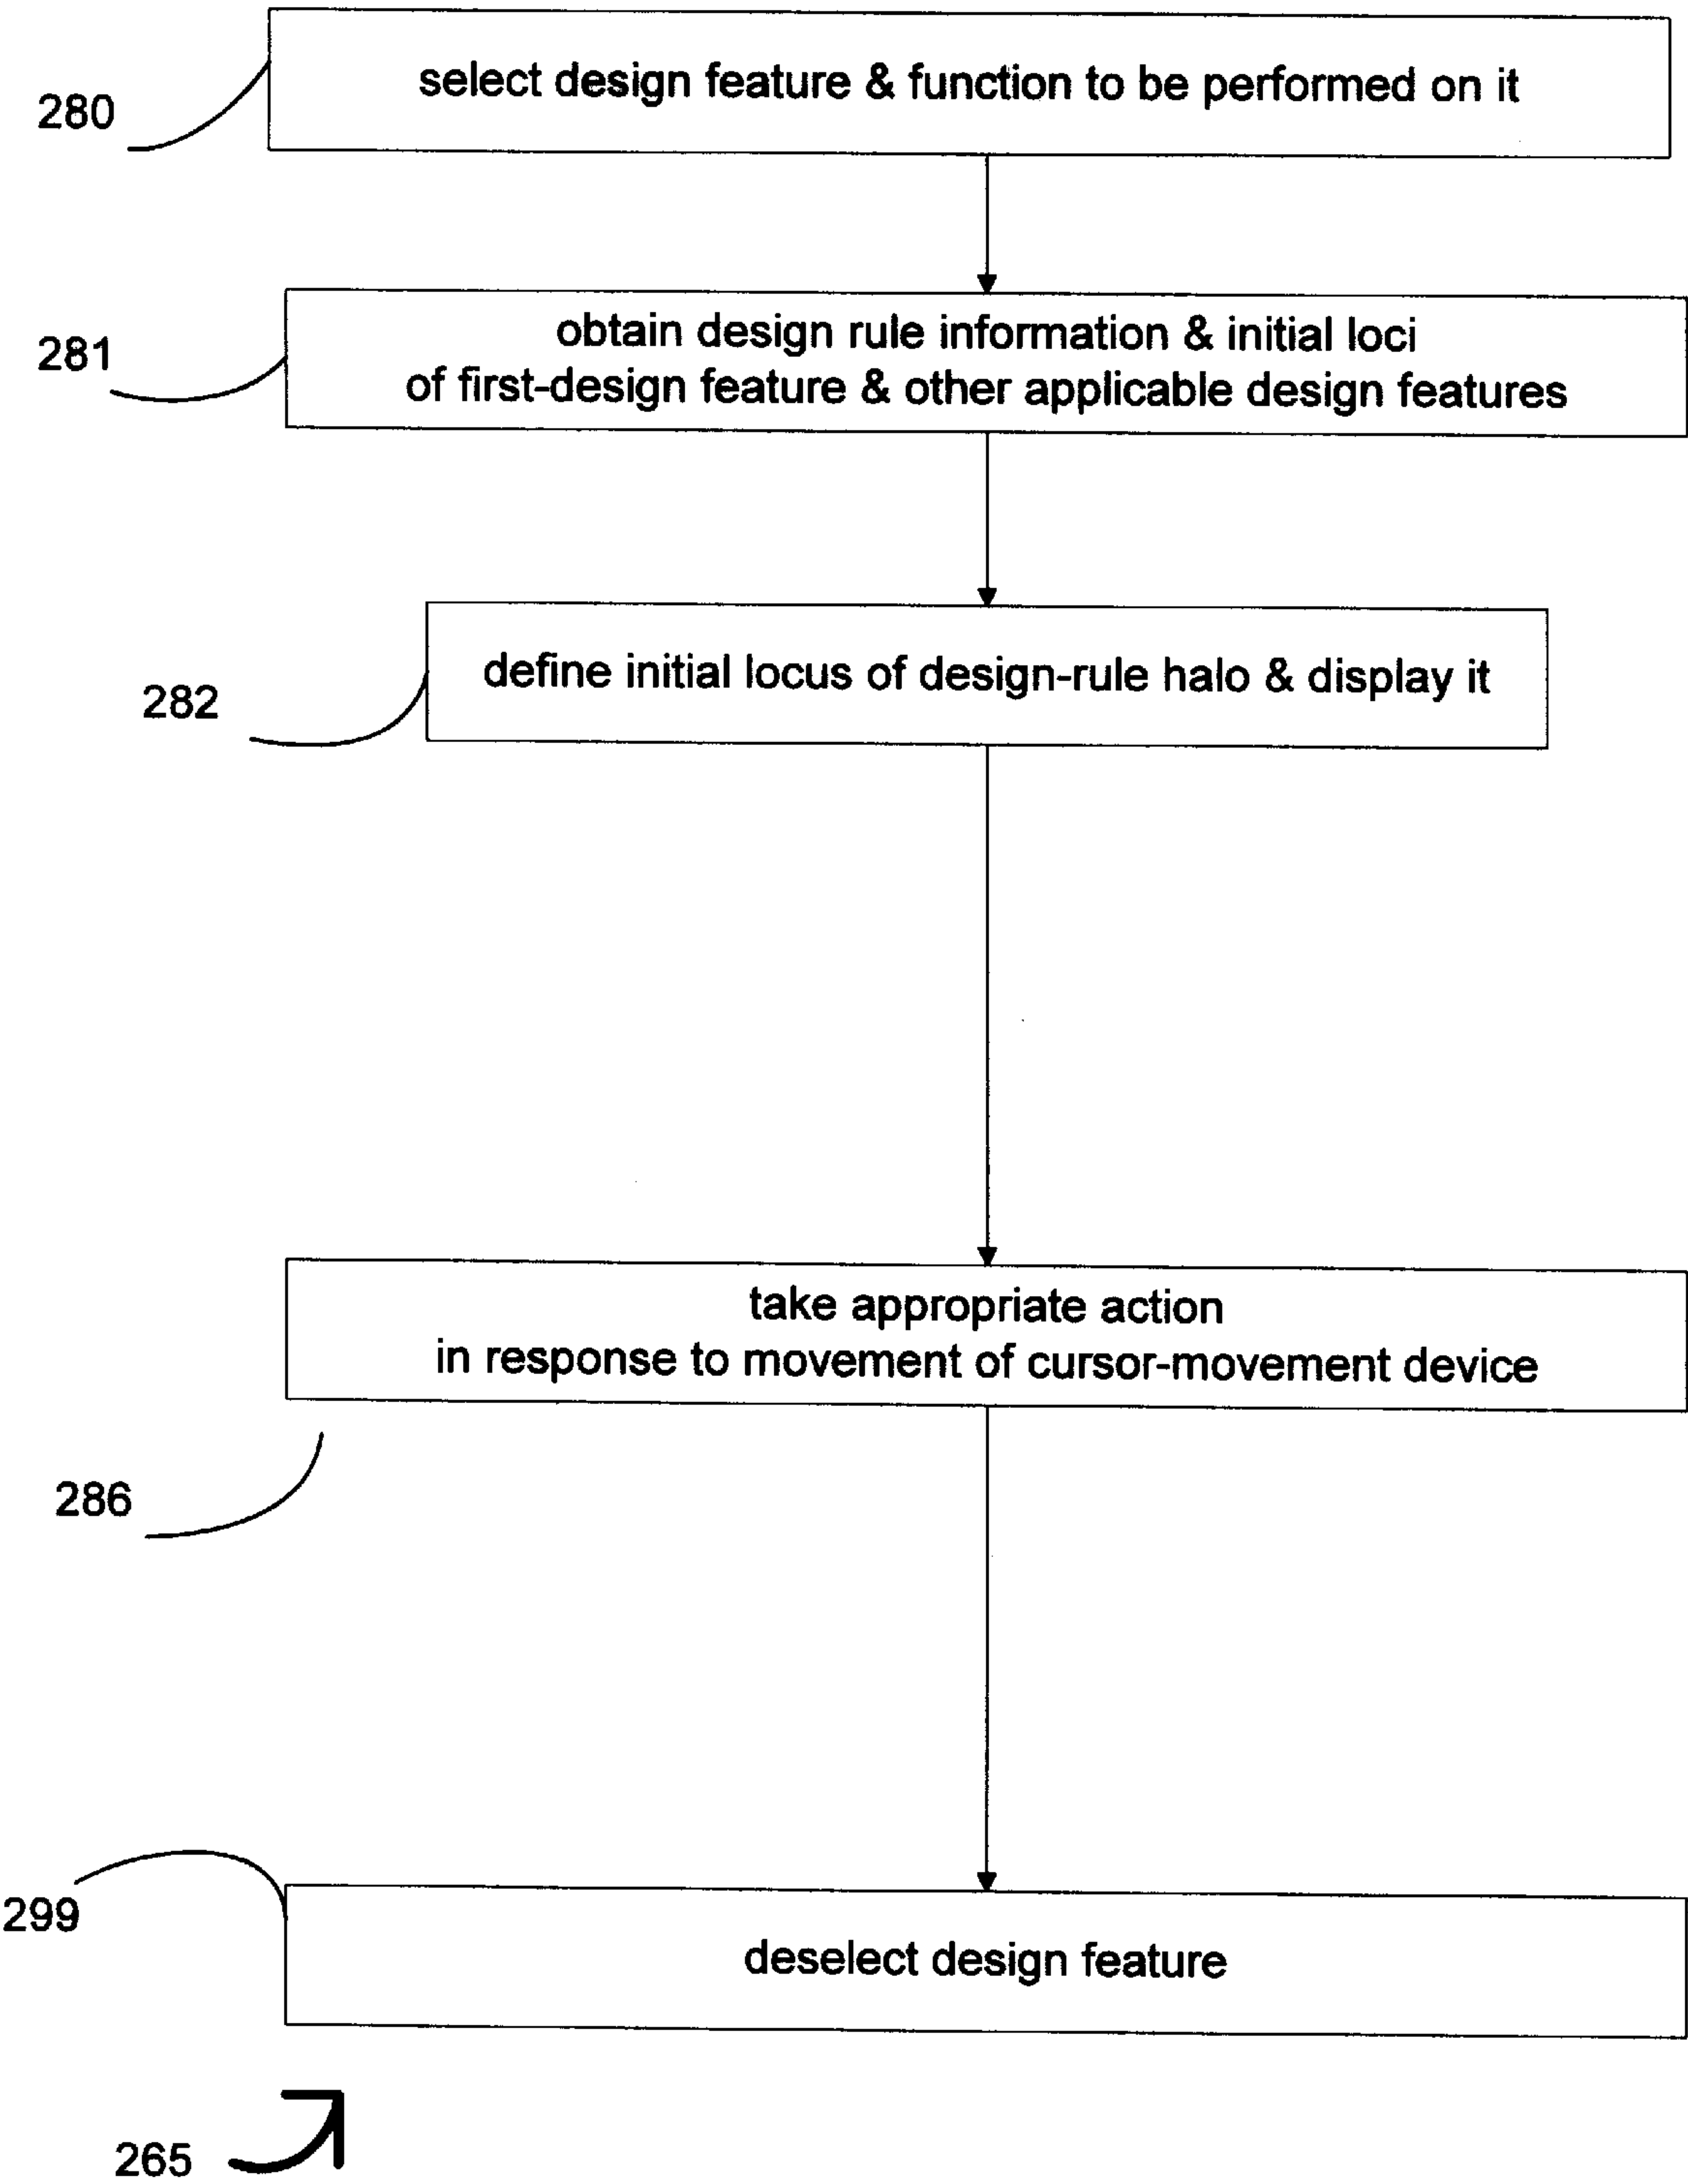 select design feature & function to be performed on it
280
obtain design rule information & initial loci
of first-design feature & other applicable design features
281
define initial locus of design-rule halo & display it
282
take appropriate action
in response to movement of cursor-movement device
286
299
deselect design feature
265